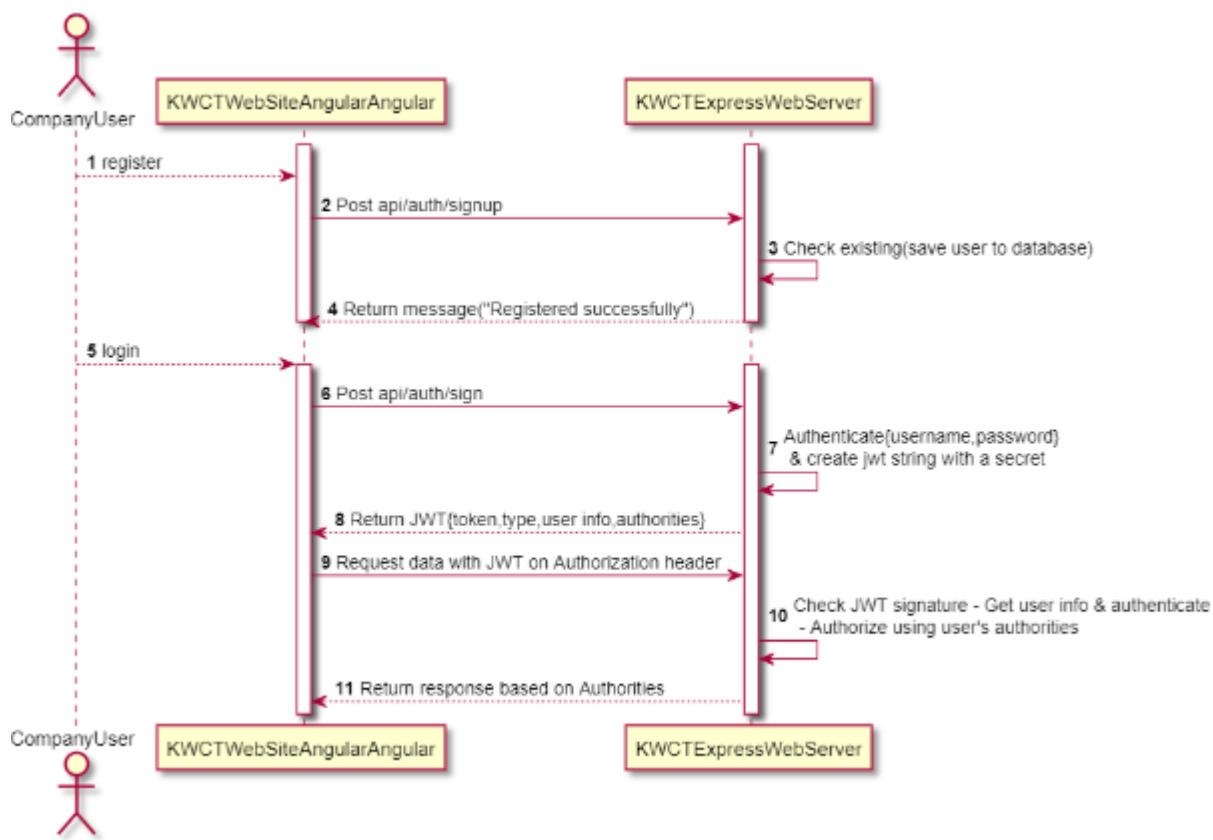 CompanyUser
KWCTWebSiteAngularAngular
KWCTExpressWebServer
1 register
2 Post api/auth/signup
3 Check existing(save user to database)
4 Return message("Registered successfully")
5 login
6 Post api/auth/sign
7 Authenticate{username,password}
& create jwt string with a secret
8 Return JWT{token,type,user info,authorities}
9 Request data with JWT on Authorization header
10 Check JWT signature - Get user info & authenticate
- Authorize using user's authorities
11 Return response based on Authorities
CompanyUser
KWCTWebSiteAngularAngular
KWCTExpressWebServer